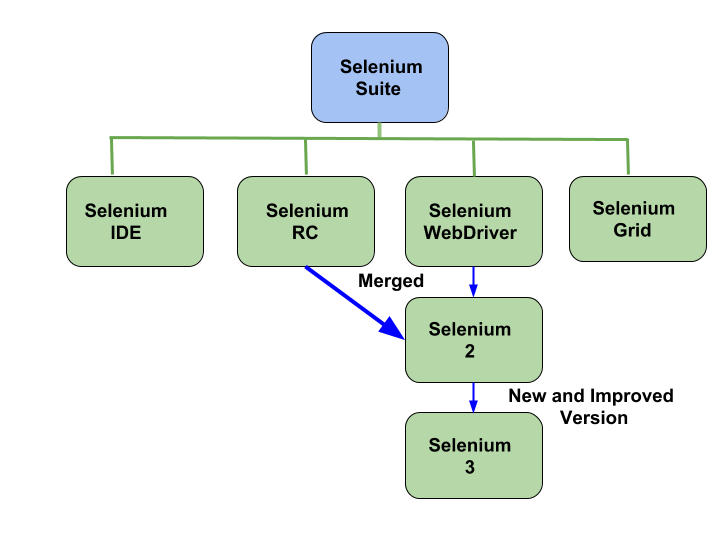 Selenium
Suite
Selenium
IDE
Selenium
RC
Selenium
WebDriver
Selenium
Grid
Merged
Selenium
2
New and Improved
Version
Selenium
3